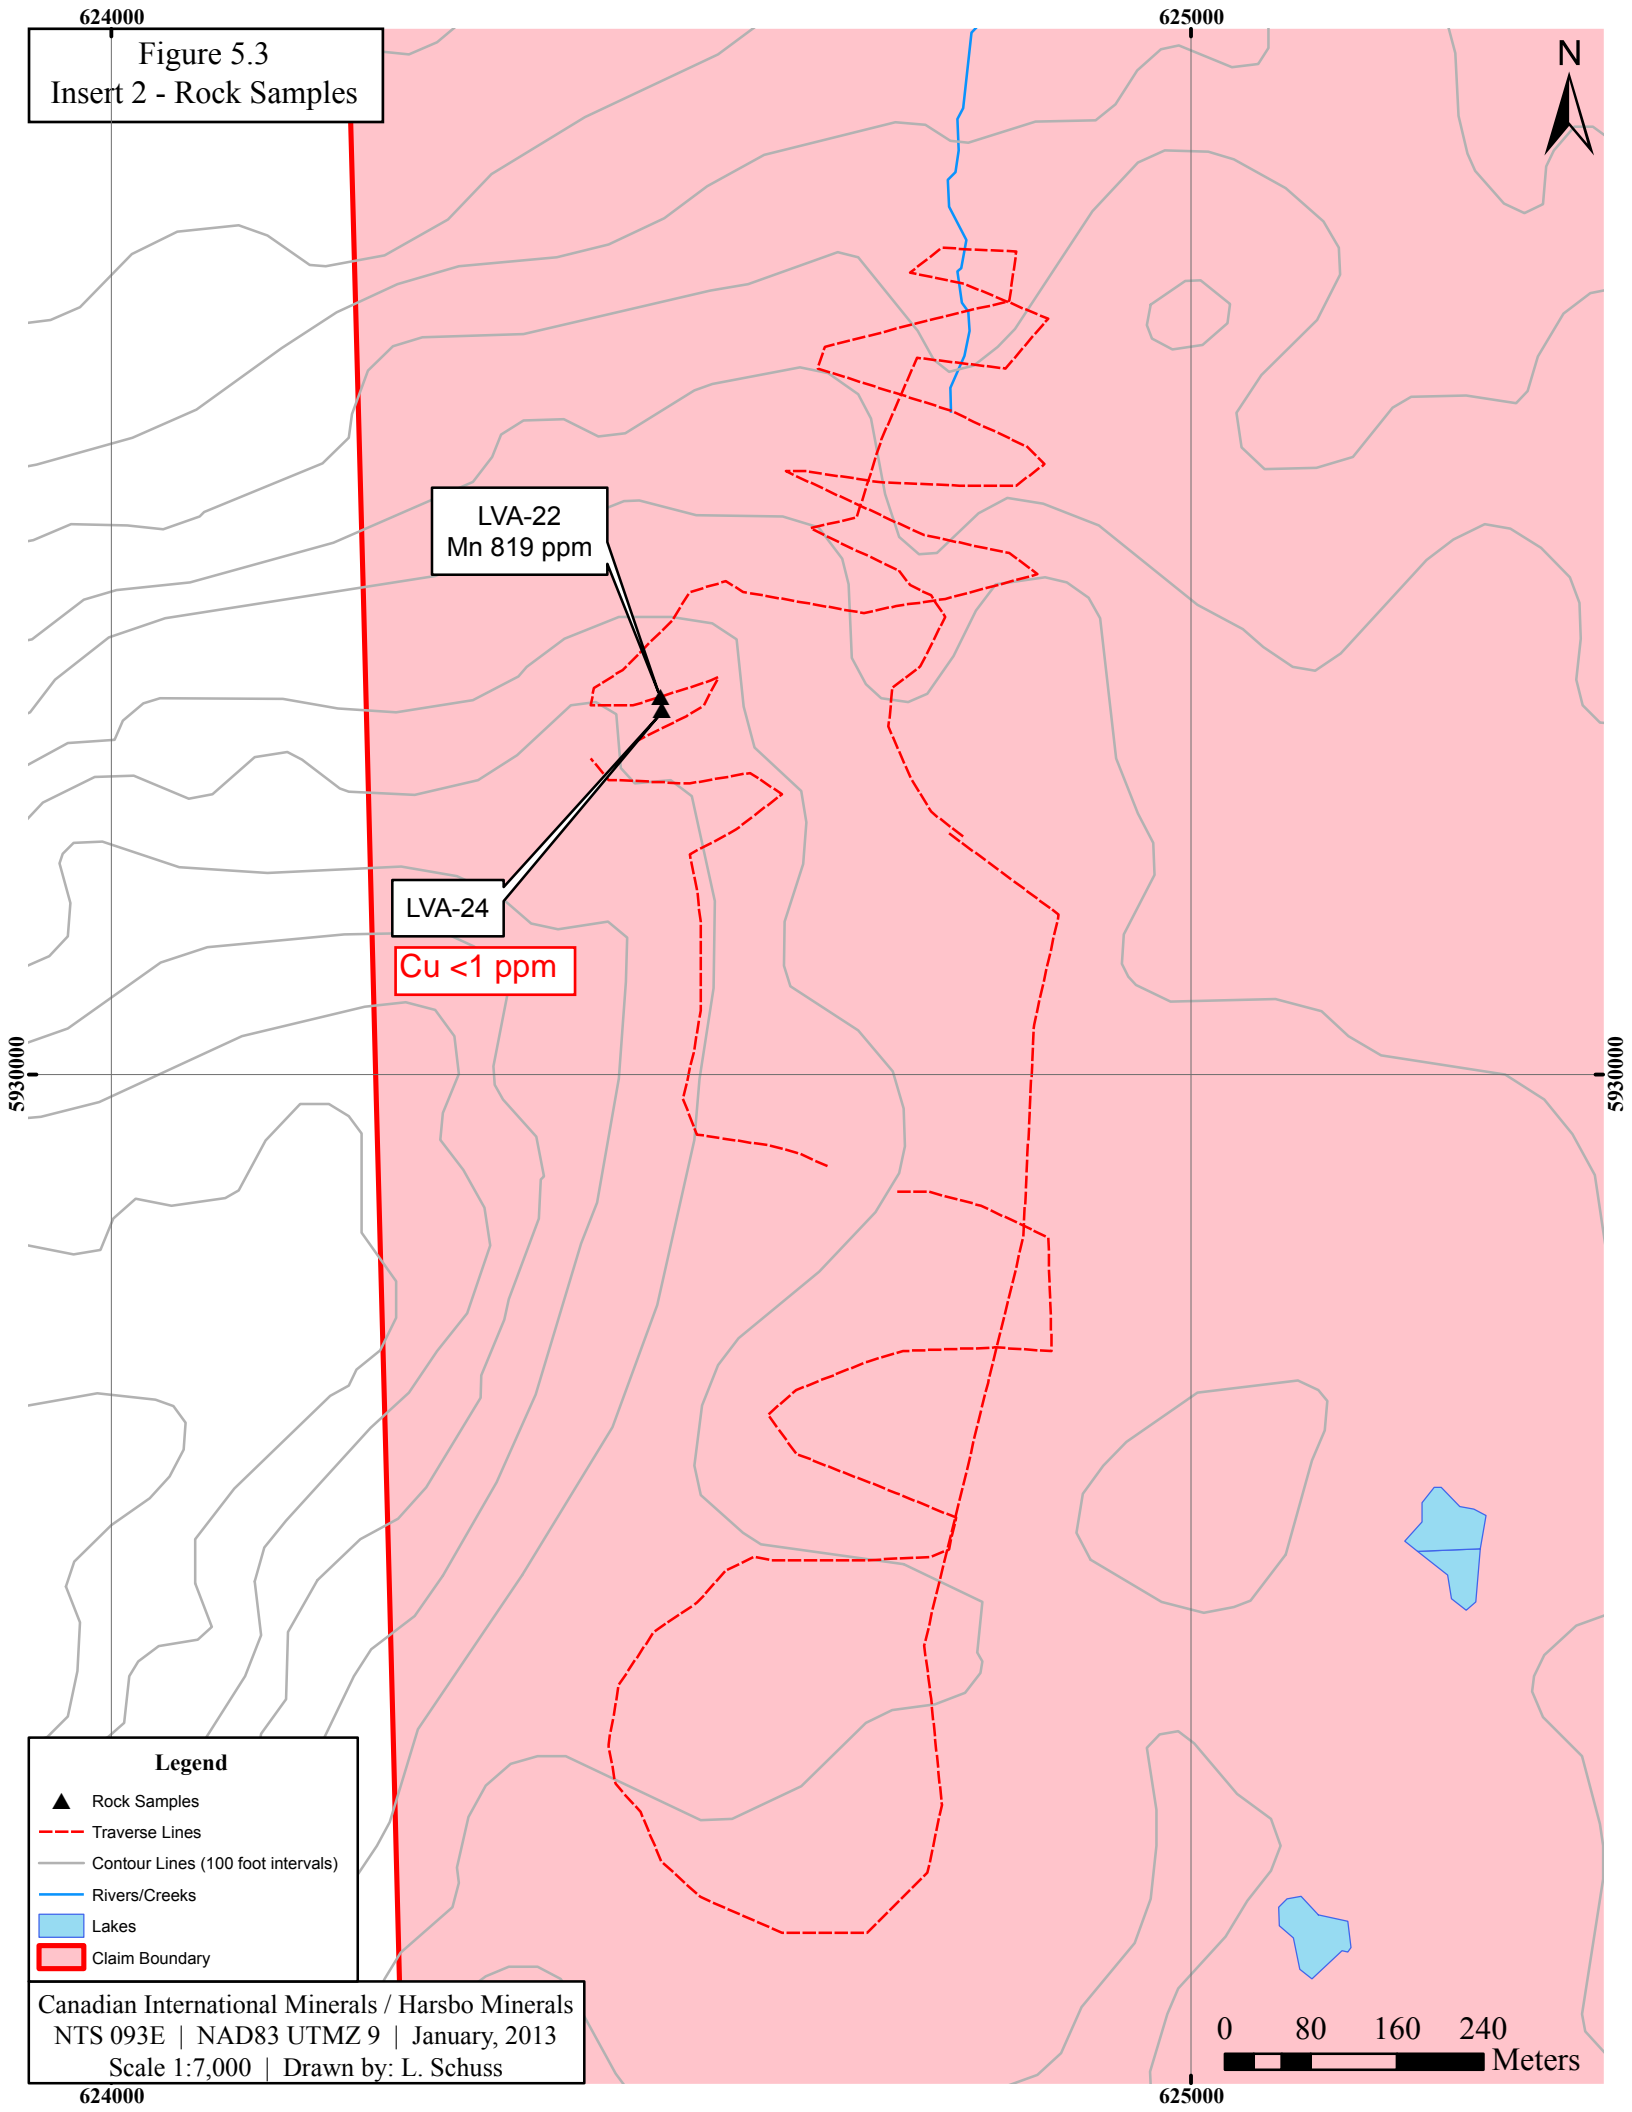 624000
625000
Figure 5.3
Insert 2 - Rock Samples
N
LVA-22
Mn 819 ppm
LVA-24
Cu <1 ppm
5930000
5930000
Legend
Rock Samples
Traverse Lines
Contour Lines (100 foot intervals)
Rivers/Creeks
Lakes
Claim Boundary
Canadian International Minerals / Harsbo Minerals
NTS 093E | NAD83 UTMZ 9 | January, 2013
Scale 1:7,000 | Drawn by: L. Schuss
0 80 160 240
Meters
624000
625000